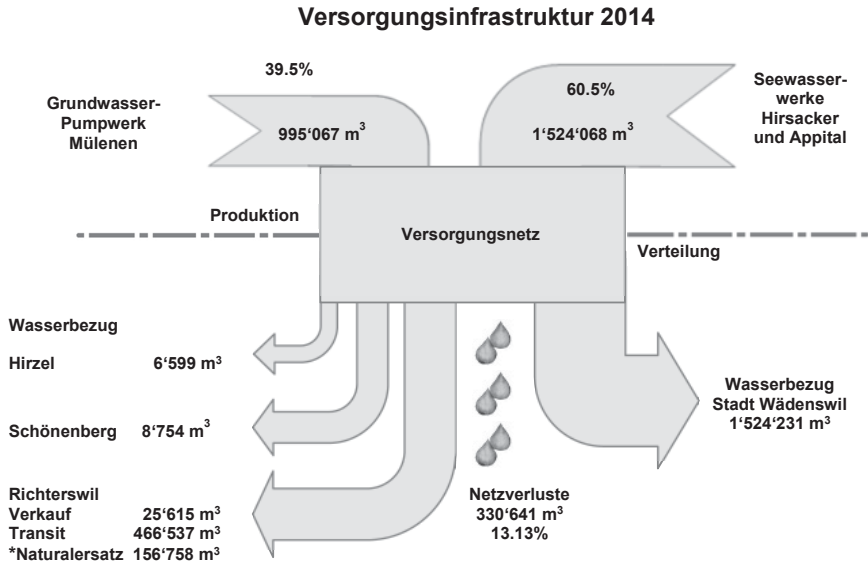 Versorgungsinfrastruktur 2014
39.5%
60.5%
Grundwasser-
Pumpwerk
Mülenen
995‘067 m³
1‘524‘068 m³
Seewasser-
werke
Hirsacker
und Appital
Produktion
Versorgungsnetz
Verteilung
Wasserbezug
Hirzel 6‘599 m³
Schönenberg 8‘754 m³
Richterswil
Verkauf 25‘615 m³
Transit 466‘537 m³
*Naturalersatz 156‘758 m³
Netzverluste
330‘641 m³
13.13%
Wasserbezug
Stadt Wädenswil
1‘524‘231 m³